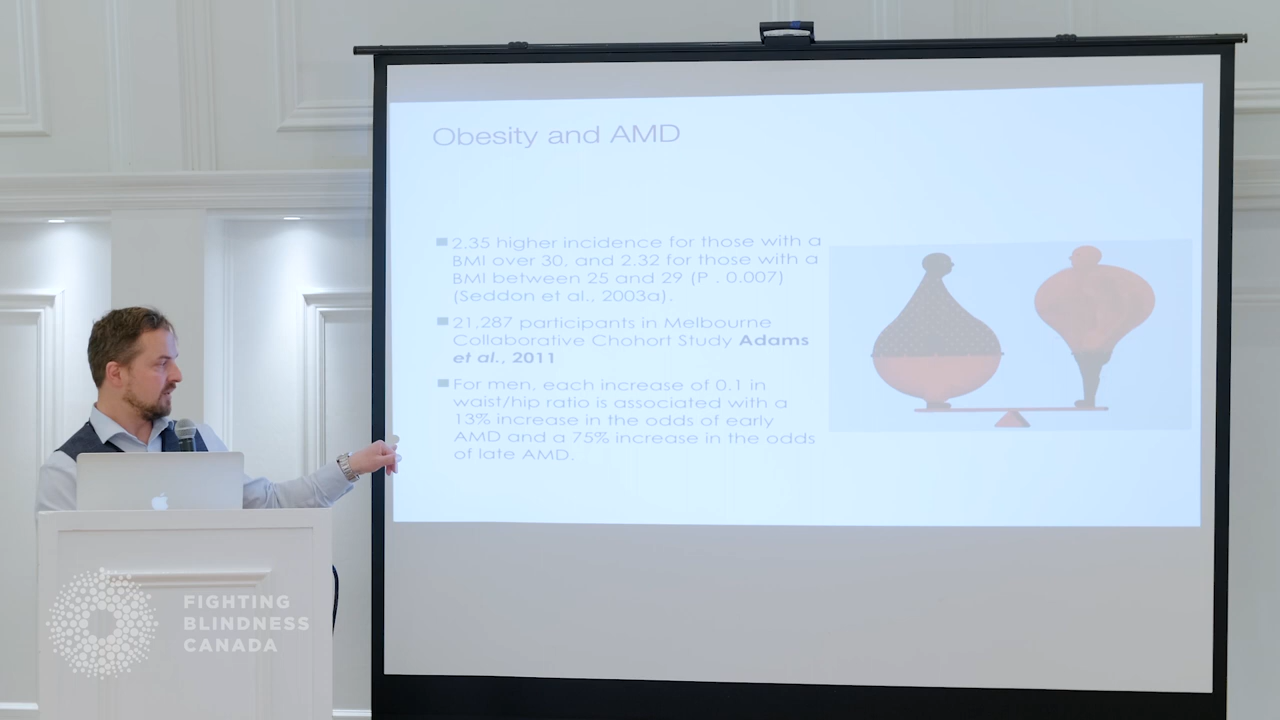 Obesity and AMD
2.35 higher incidence for those with a
BMI over 30, and 2.32 for those with a
BMI between 25 and 29 (P . 0.007)
(Seddon et al., 2003a).
21,287 participants in Melbourne
Collaborative Chohort Study Adams
et al., 2011
For men, each increase of 0.1 in
waist/hip ratio is associated with a
13% increase in the odds of early
AMD and a 75% increase in the odds
of late AMD.
FIGHTING
BLINDNESS
CANADA